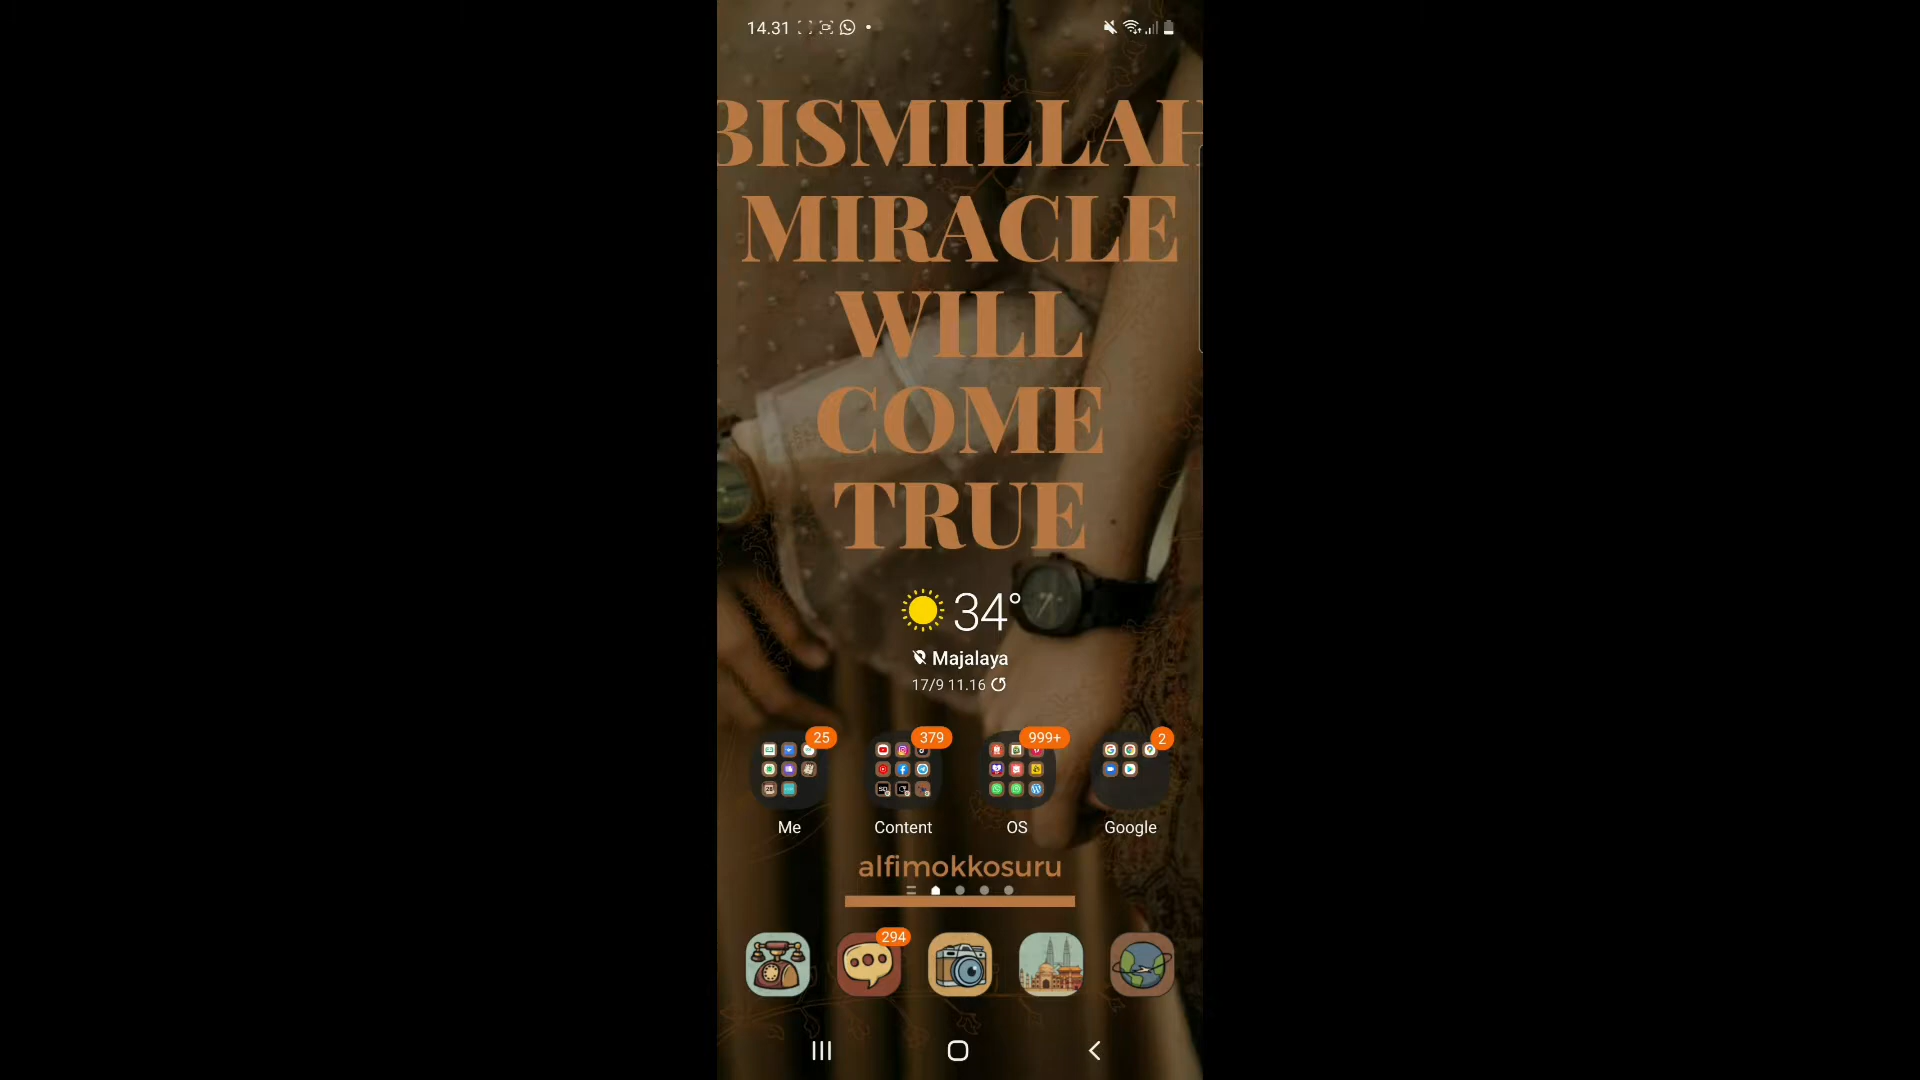 14.31
BISMILLAH
MIRACLE
WILL
COME
TRUE
34°
Majalaya
17/9 11.16
25
379
999+
2
Me
Content
OS
Google
alfimokkosuru
294